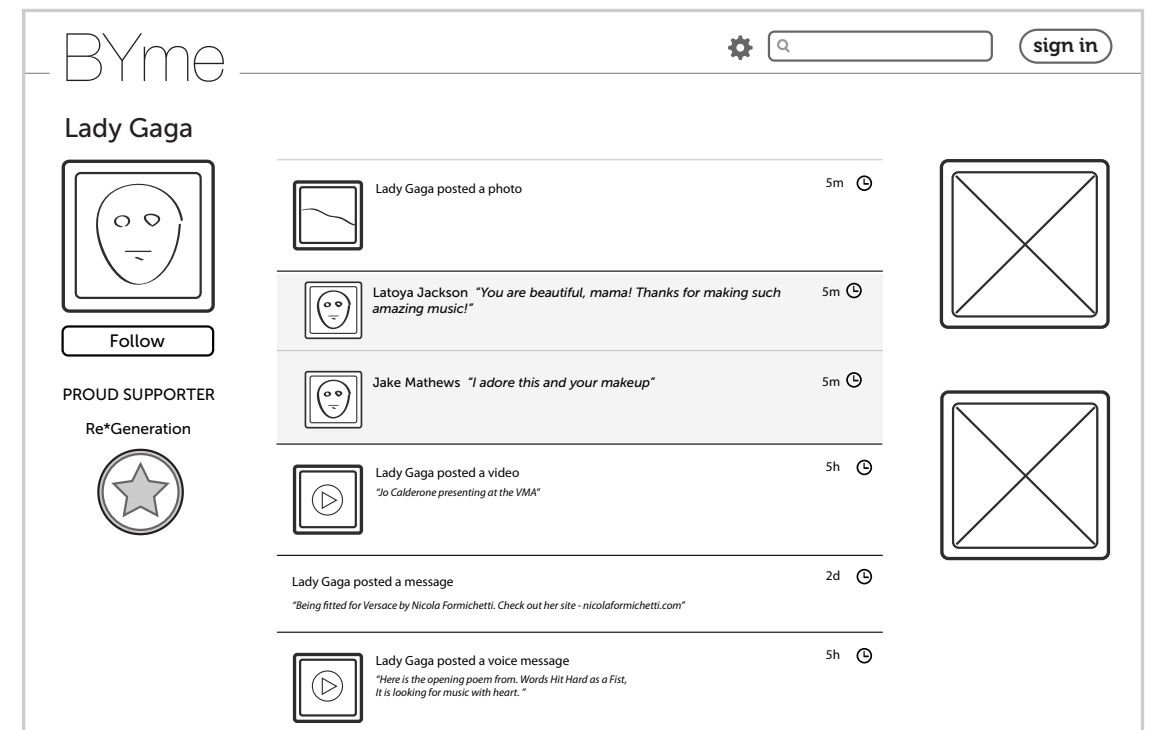 BYme
sign in
Lady Gaga
Follow
PROUD SUPPORTER
Re*Generation
Lady Gaga posted a photo 5m
Latoya Jackson "You are beautiful, mama! Thanks for making such 5m
amazing music!"
Jake Mathews "I adore this and your makeup" 5m
Lady Gaga posted a video 5h
"Jo Calderone presenting at the VMA"
Lady Gaga posted a message 2d
"Being fitted for Versace by Nicola Formichetti. Check out her site - nicolaformichetti.com"
Lady Gaga posted a voice message 5h
"Here is the opening poem from. Words Hit Hard as a Fist,
It is looking for music with heart. "